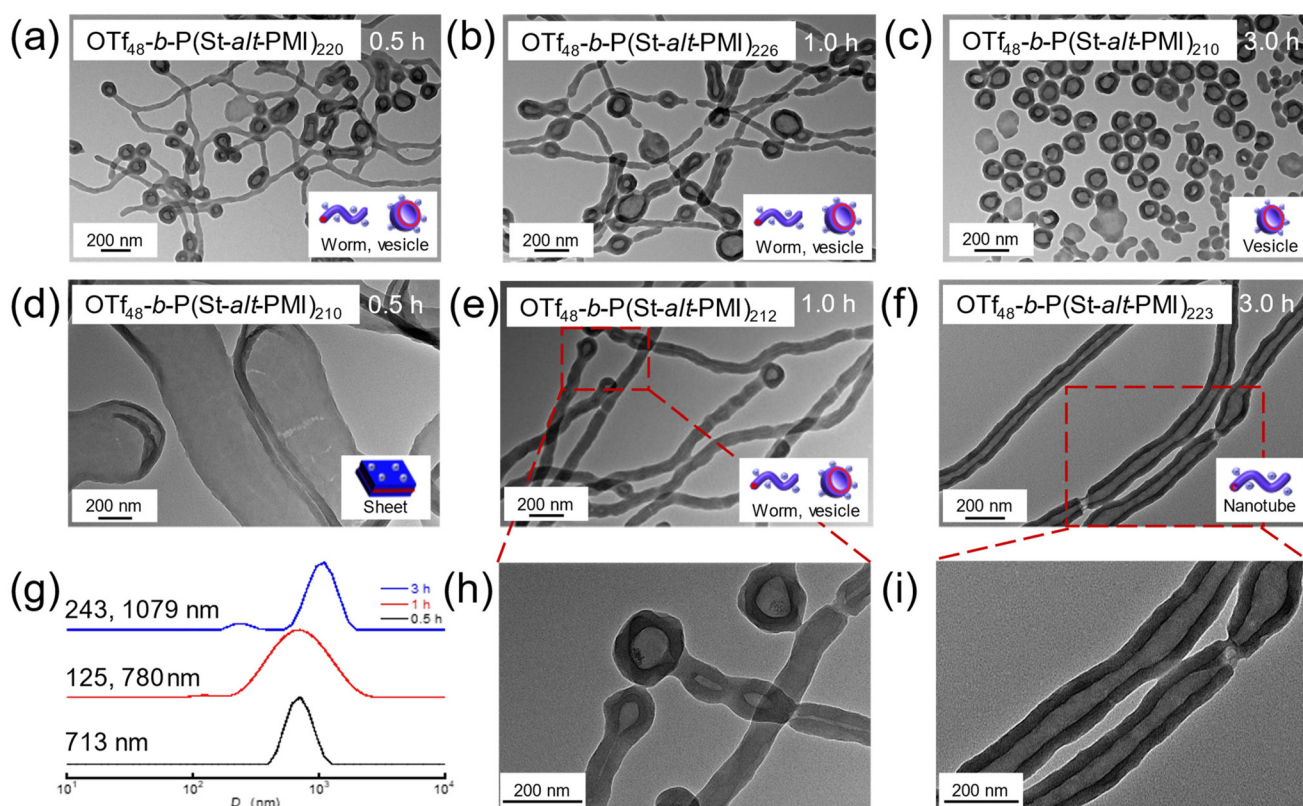 (a)
OTf48-b-P(St-alt-PMI)220
0.5 h
Worm, vesicle
200 nm
(b)
OTf48-b-P(St-alt-PMI)226
1.0 h
Worm, vesicle
200 nm
(c)
OTf48-b-P(St-alt-PMI)210
3.0 h
Vesicle
200 nm
(d)
OTf48-b-P(St-alt-PMI)210
0.5 h
Sheet
200 nm
(e)
OTf48-b-P(St-alt-PMI)212
1.0 h
Worm, vesicle
200 nm
(f)
OTf48-b-P(St-alt-PMI)223
3.0 h
Nanotube
200 nm
(g)
3 h
1 h
0.5 h
243, 1079 nm
125, 780 nm
713 nm
10¹ 10² 10³ 10⁴
(nm)
(h)
200 nm
(i)
200 nm